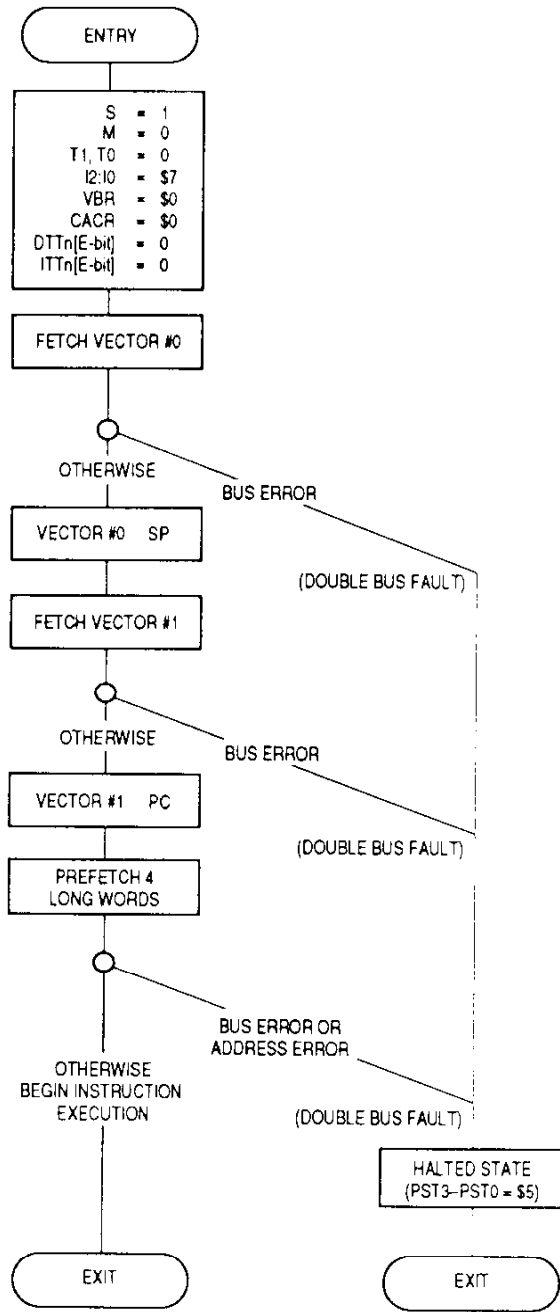 ENTRY
S = 1
M = 0
T1, T0 = 0
I2:I0 = $7
VBR = $0
CACR = $0
DTTn[E-bit] = 0
ITTn[E-bit] = 0
FETCH VECTOR #0
OTHERWISE
BUS ERROR
VECTOR #0 SP
(DOUBLE BUS FAULT)
FETCH VECTOR #1
OTHERWISE
BUS ERROR
VECTOR #1 PC
(DOUBLE BUS FAULT)
PREFETCH 4
LONG WORDS
BUS ERROR OR
ADDRESS ERROR
OTHERWISE
BEGIN INSTRUCTION
EXECUTION
(DOUBLE BUS FAULT)
HALTED STATE
(PST3–PST0 = $5)
EXIT
EXIT